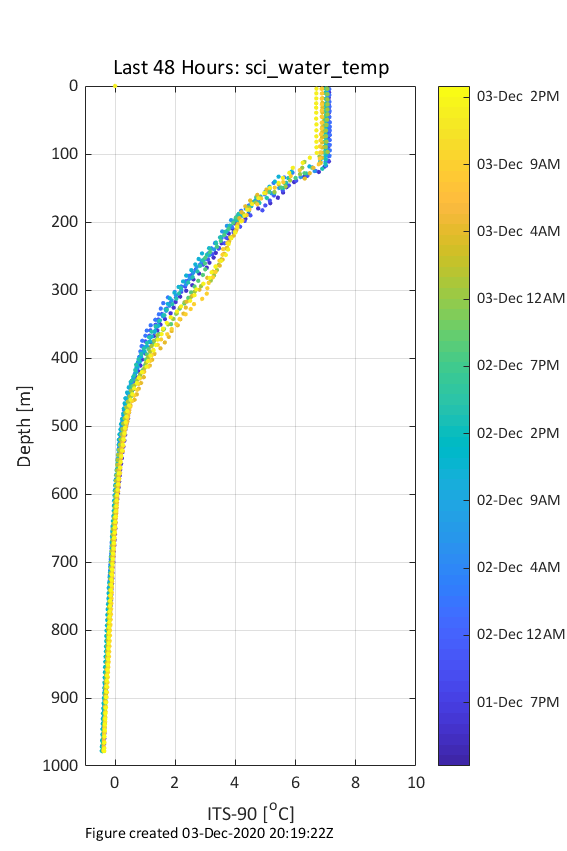 Last 48 Hours: sci_water_temp
0
100
200
300
400
500
600
700
800
900
1000
Depth [m]
0 2 4 6 8 10
ITS-90 [°C]
Figure created 03-Dec-2020 20:19:22Z
03-Dec 2PM
03-Dec 9AM
03-Dec 4AM
03-Dec 12AM
02-Dec 7PM
02-Dec 2PM
02-Dec 9AM
02-Dec 4AM
02-Dec 12AM
01-Dec 7PM